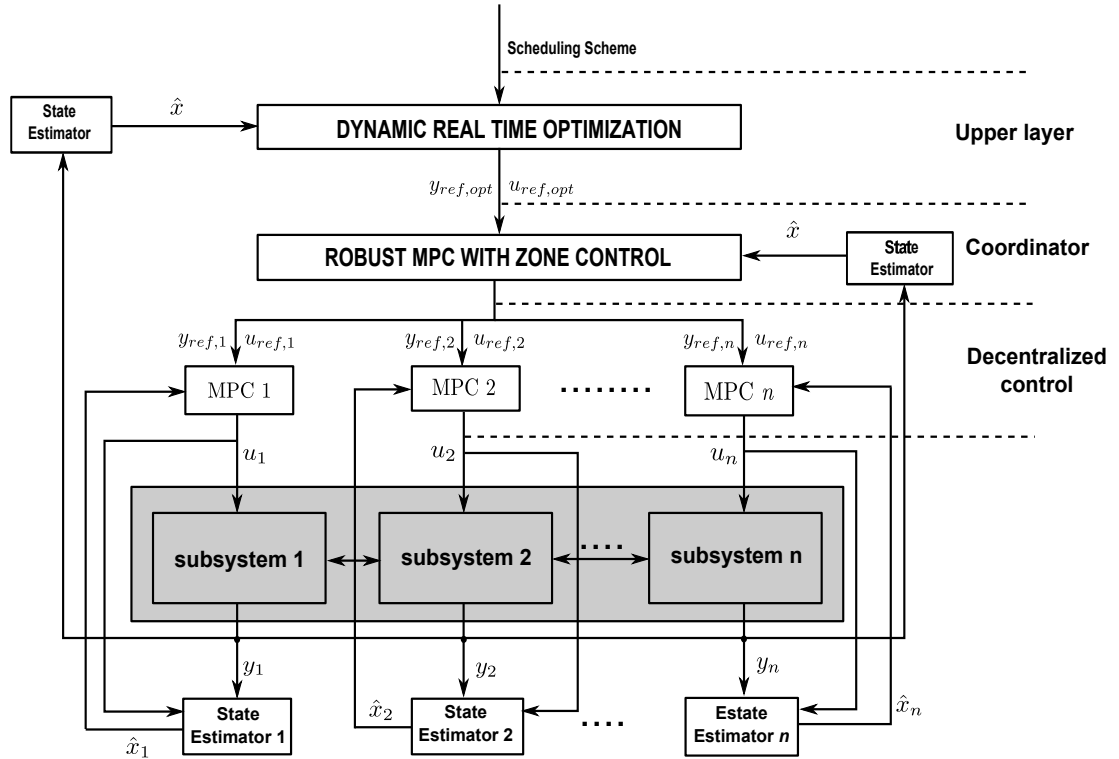 Scheduling Scheme
State
Estimator
x̂
DYNAMIC REAL TIME OPTIMIZATION
Upper layer
y_{ref,opt} u_{ref,opt}
x̂
State
Estimator
Coordinator
ROBUST MPC WITH ZONE CONTROL
y_{ref,1} u_{ref,1}
y_{ref,2} u_{ref,2}
y_{ref,n} u_{ref,n}
Decentralized
control
MPC 1
MPC 2
........
MPC n
u_1
u_2
u_n
subsystem 1
subsystem 2
....
subsystem n
y_1
y_2
y_n
State
Estimator 1
x̂_1
x̂_2
State
Estimator 2
....
Estate
Estimator n
x̂_n